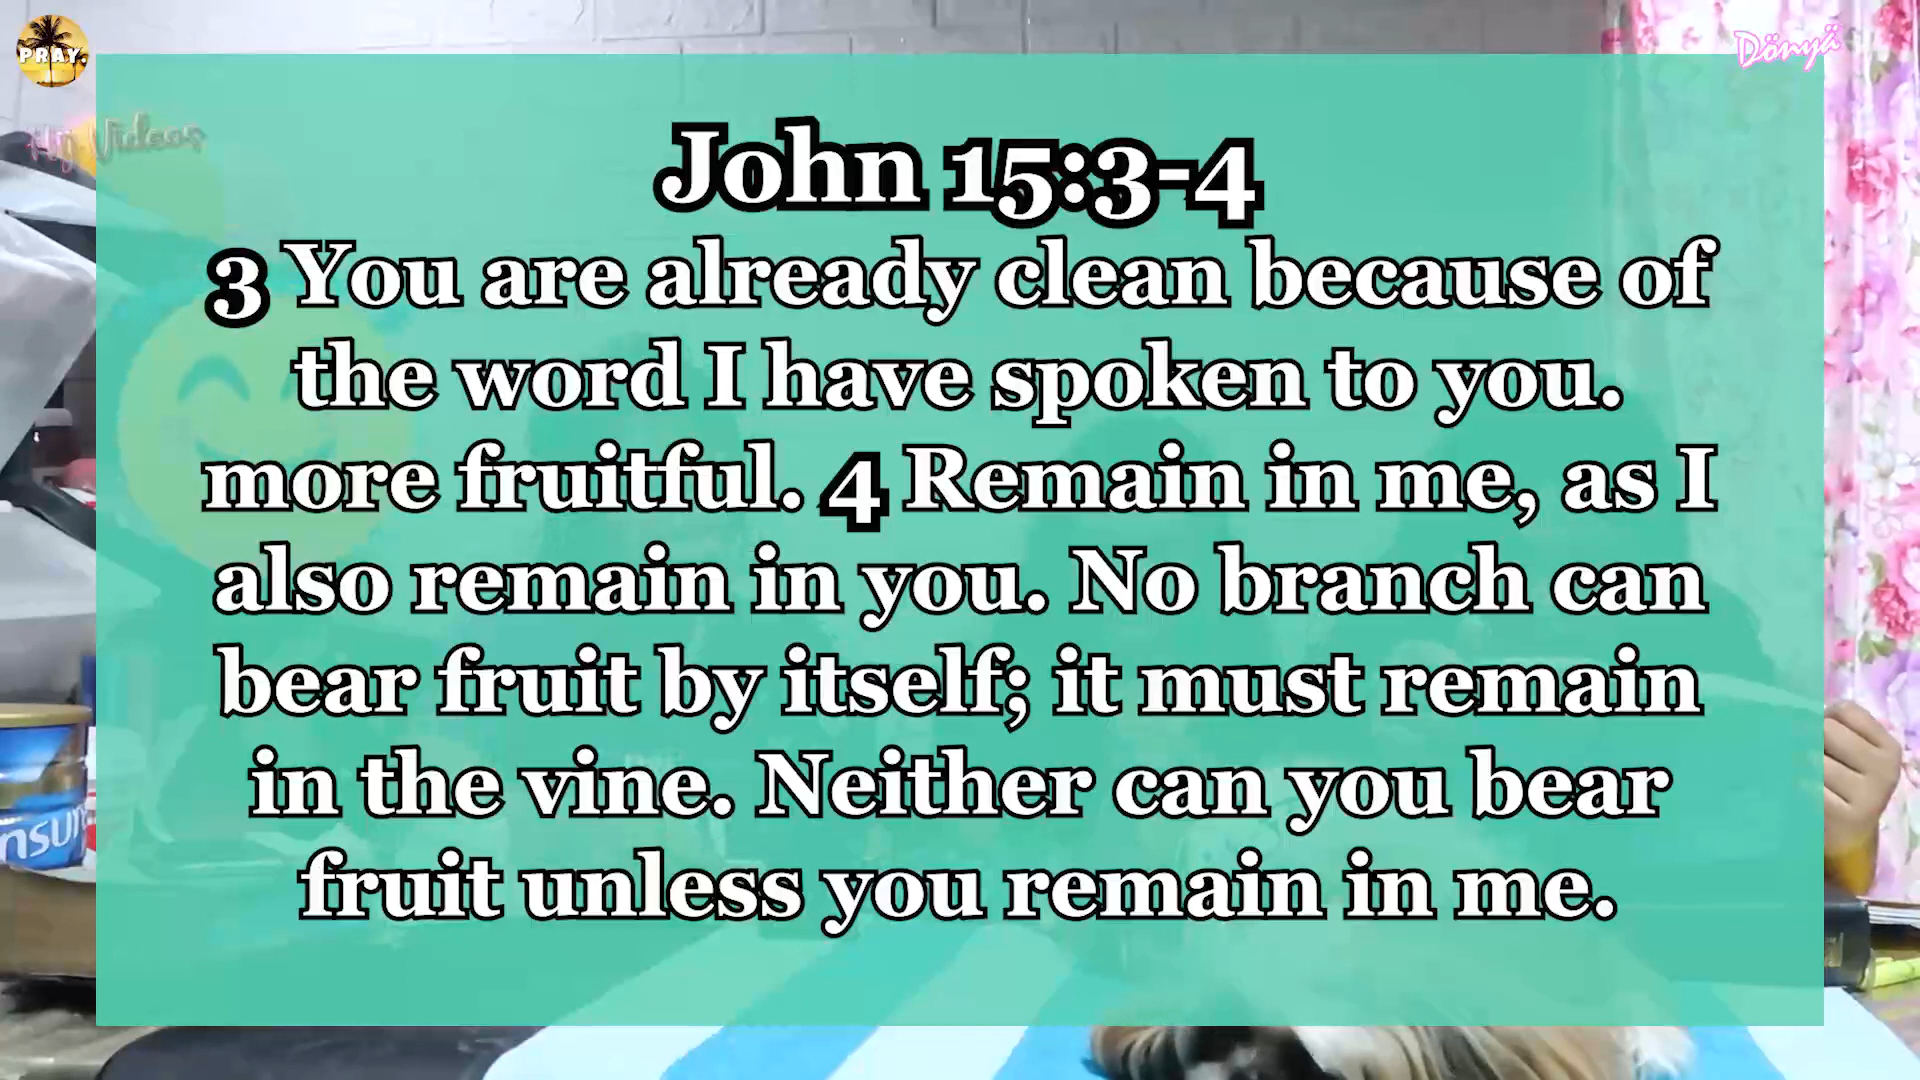 PRAY.
Dönyä
My Videos
John 15:3-4
3 You are already clean because of
the word I have spoken to you.
more fruitful. 4 Remain in me, as I
also remain in you. No branch can
bear fruit by itself; it must remain
in the vine. Neither can you bear
fruit unless you remain in me.